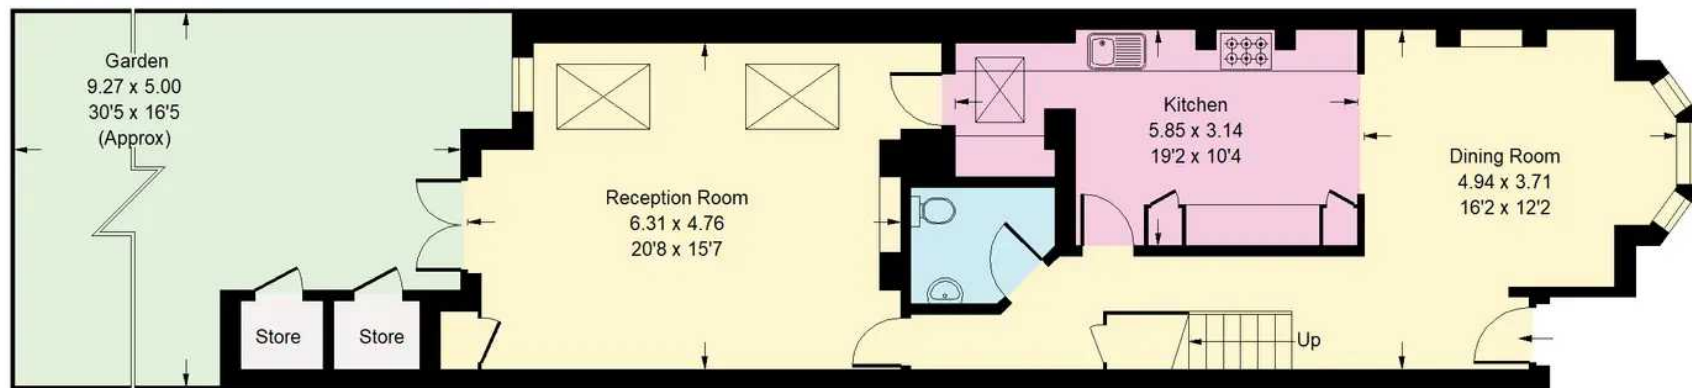 Garden
9.27 x 5.00
30'5 x 16'5
(Approx)
Reception Room
6.31 x 4.76
20'8 x 15'7
Kitchen
5.85 x 3.14
19'2 x 10'4
Dining Room
4.94 x 3.71
16'2 x 12'2
Store
Store
Up